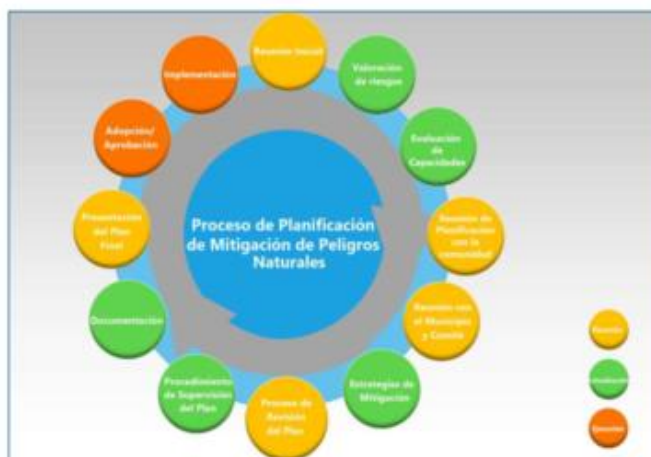 Reunión Inicial
Valoración
de riesgos
Evaluación
de
Capacidades
Reunión de
Planificación
con la
comunidad
Reunión con
el Municipio
y Comité
Estrategias de
Mitigación
Proceso de
Revisión
del Plan
Procedimiento
de Supervisión
del Plan
Documentación
Presentación
del Plan
Final
Adopción/
Aprobación
Implementación
Proceso de Planificación
de Mitigación de Peligros
Naturales
Reunión
Ejecución